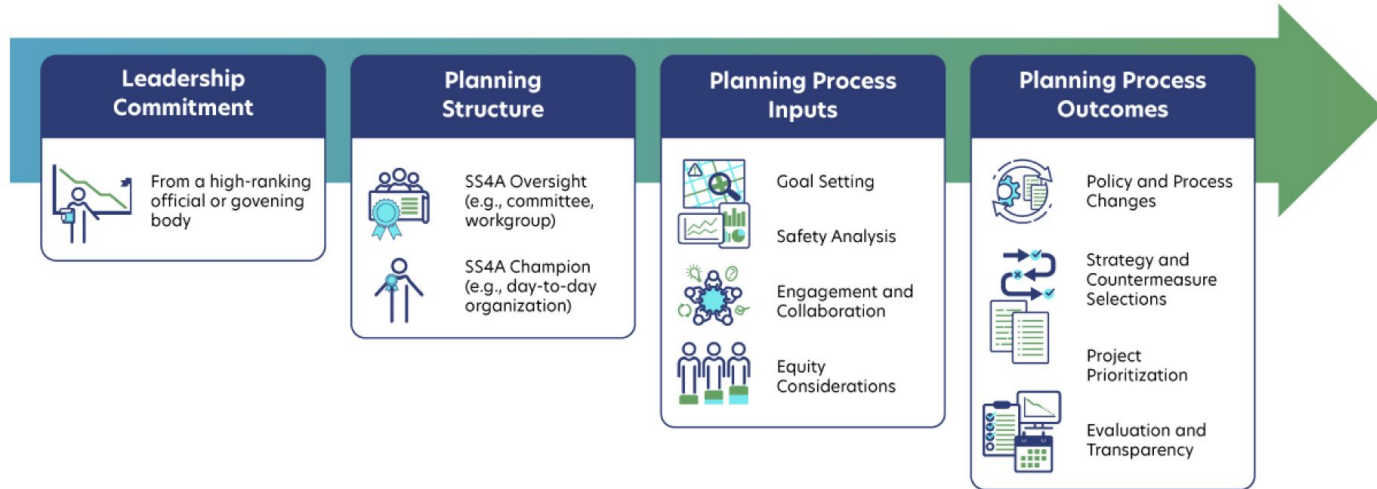 Leadership
Commitment
From a high-ranking
official or govening
body
Planning
Structure
SS4A Oversight
(e.g., committee,
workgroup)
SS4A Champion
(e.g., day-to-day
organization)
Planning Process
Inputs
Goal Setting
Safety Analysis
Engagement and
Collaboration
Equity
Considerations
Planning Process
Outcomes
Policy and Process
Changes
Strategy and
Countermeasure
Selections
Project
Prioritization
Evaluation and
Transparency